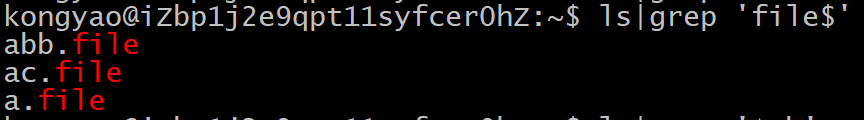 kongyao@iZbp1j2e9qpt11syfcer0hZ:~$ ls|grep 'file$'
abb.file
ac.file
a.file